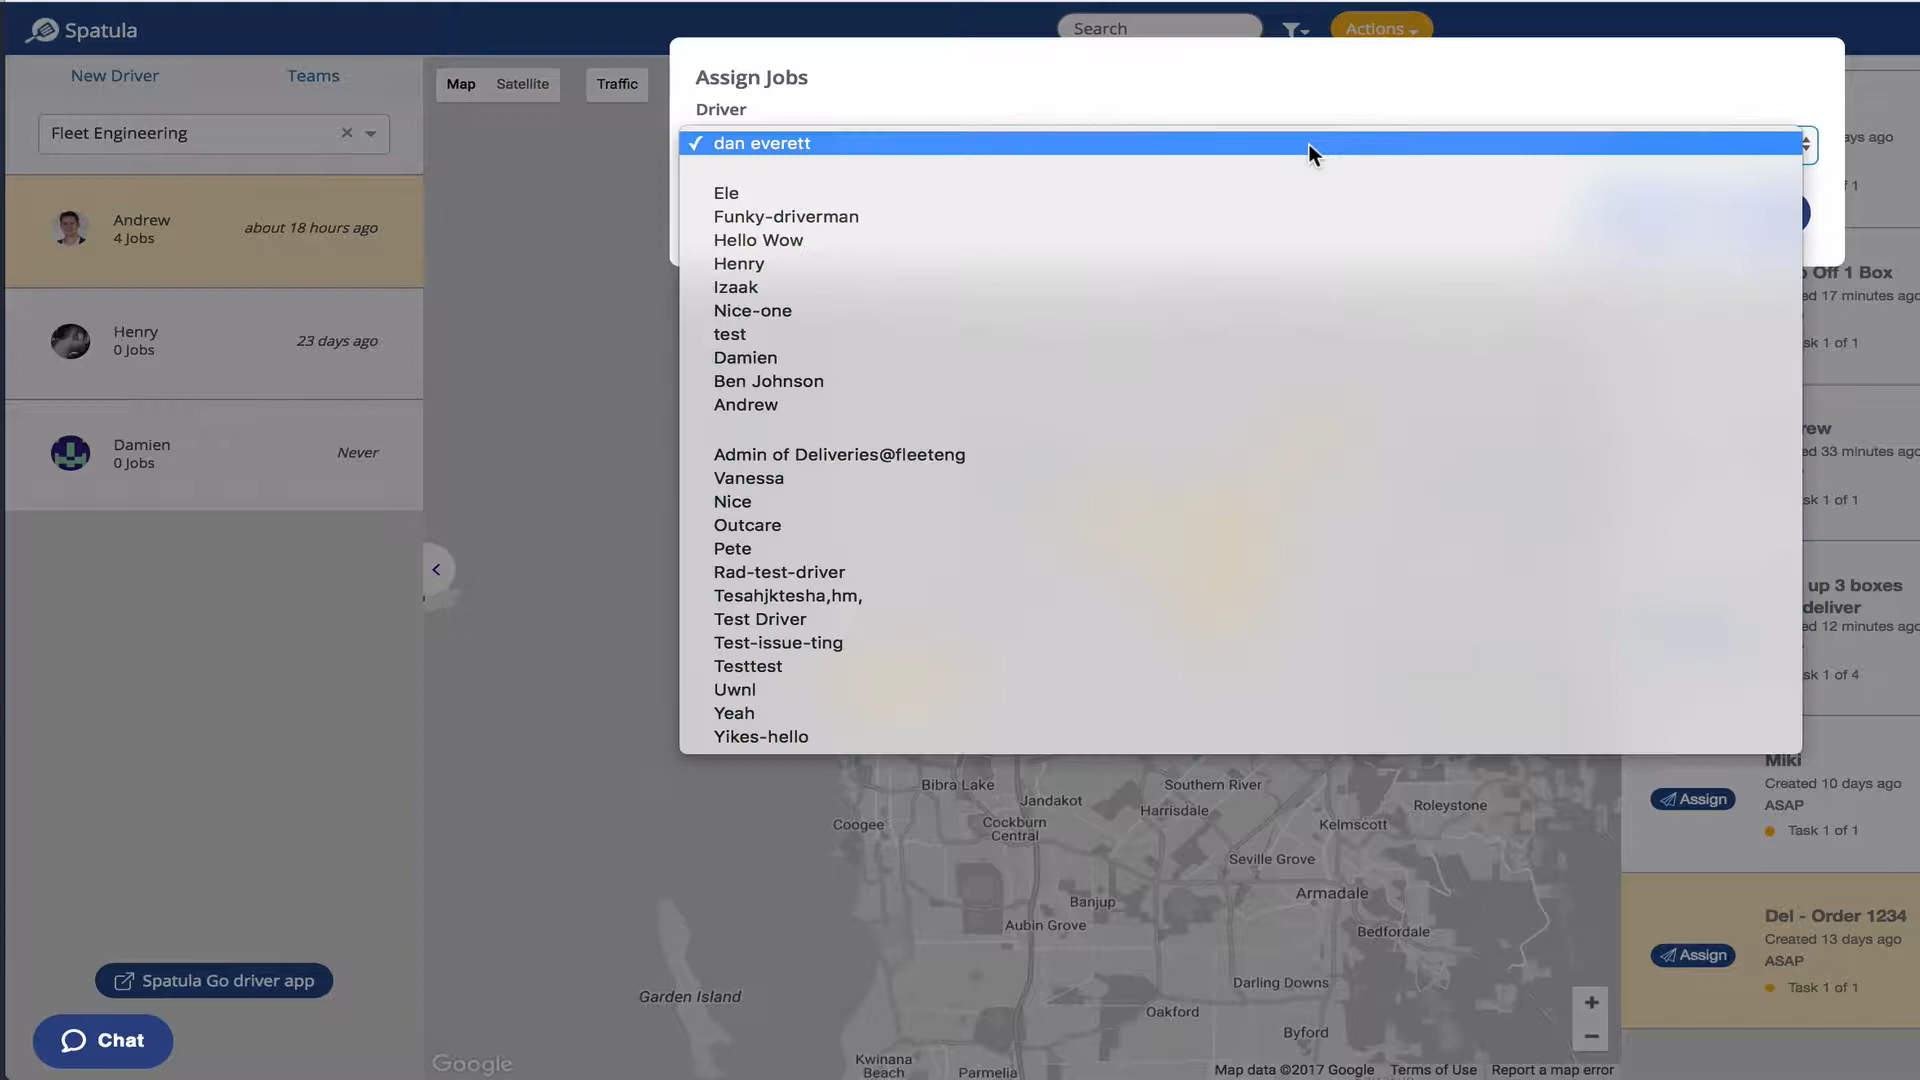 Spatula
Search
Actions
New Driver
Teams
Fleet Engineering
Andrew
4 Jobs
about 18 hours ago
Henry
0 Jobs
23 days ago
Damien
0 Jobs
Never
Spatula Go driver app
Chat
Map
Satellite
Traffic
Assign Jobs
Driver
✓ dan everett
Ele
Funky-driverman
Hello Wow
Henry
Izaak
Nice-one
test
Damien
Ben Johnson
Andrew
Admin of Deliveries@fleeteng
Vanessa
Nice
Outcare
Pete
Rad-test-driver
Tesahjktesha,hm,
Test Driver
Test-issue-ting
Testtest
Uwnl
Yeah
Yikes-hello
Bibra Lake
Southern River
Jandakot
Harrisdale
Roleystone
Coogee
Cockburn
Central
Kelmscott
Seville Grove
Armadale
Banjup
Aubin Grove
Bedfordale
Darling Downs
Garden Island
Oakford
Byford
Kwinana
Beach
Parmelia
Google
Map data ©2017 Google
Terms of Use
Report a map error
ays ago
f 1
Off 1 Box
ed 17 minutes ago
sk 1 of 1
rew
ed 33 minutes ago
sk 1 of 1
up 3 boxes
deliver
ed 12 minutes ago
sk 1 of 4
Miki
Created 10 days ago
Assign
ASAP
Task 1 of 1
Del - Order 1234
Created 13 days ago
Assign
ASAP
Task 1 of 1